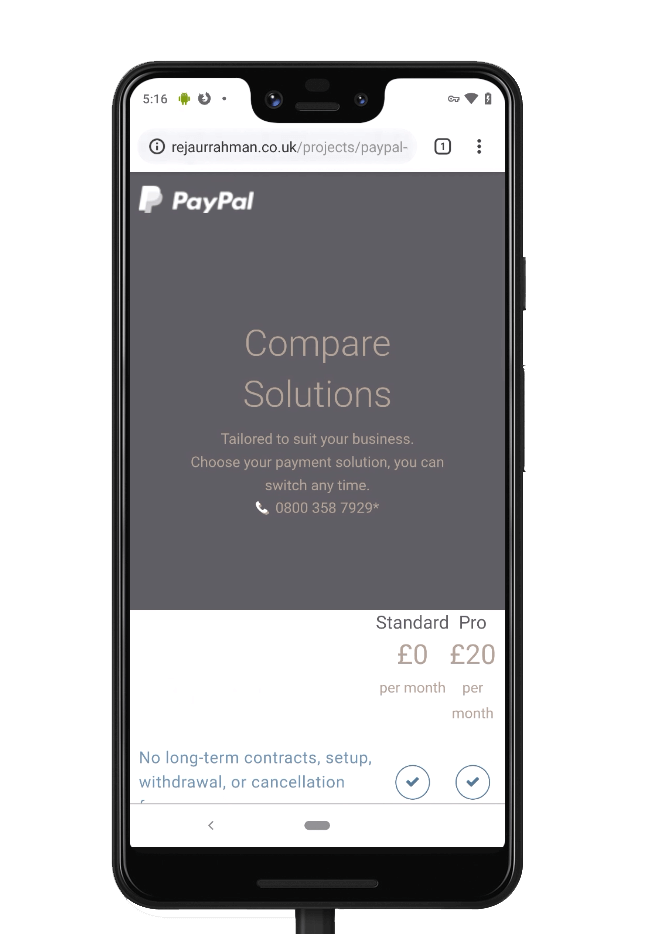 5:16
rejaurrahman.co.uk/projects/paypal-
1
PayPal
Compare
Solutions
Tailored to suit your business.
Choose your payment solution, you can
switch any time.
0800 358 7929*
Standard Pro
£0 £20
per month per
month
No long-term contracts, setup,
withdrawal, or cancellation